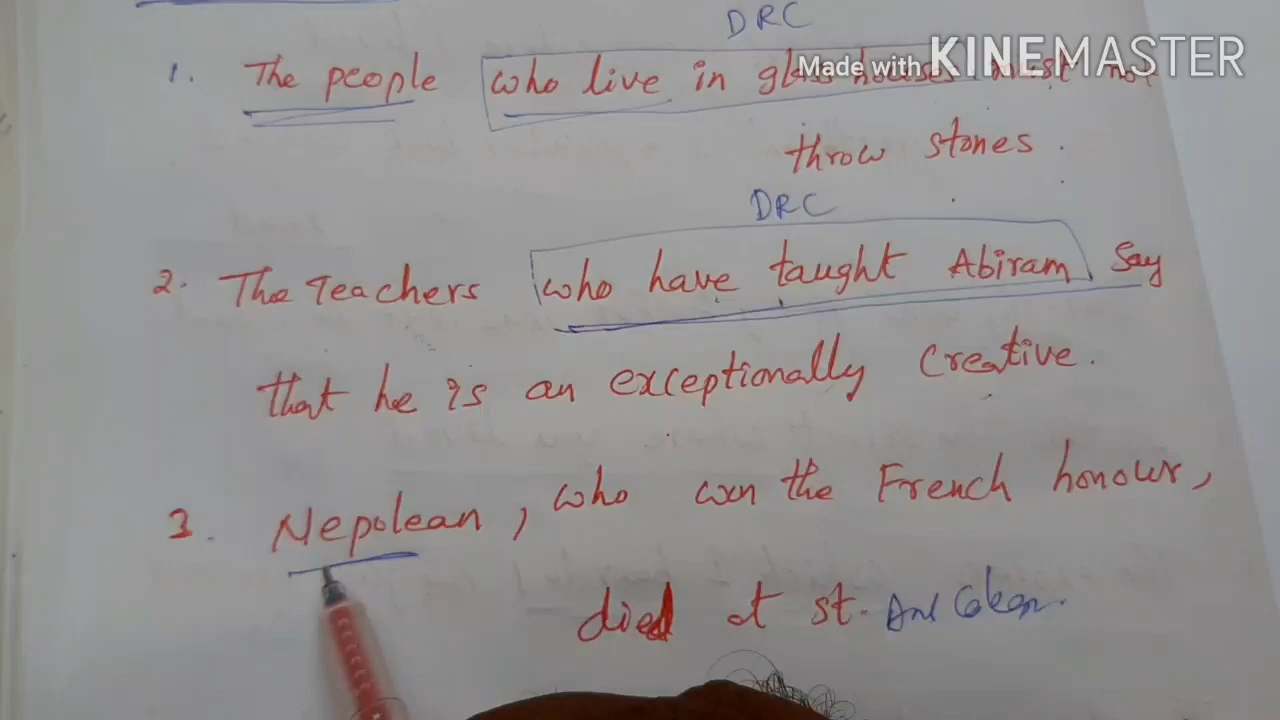 DRC
Made with KINEMASTER
1. The people who live in glass houses must not
throw stones.
DRC
2. The Teachers who have taught Abiram say
that he is an exceptionally creative.
3. Nepolean, who won the French honour,
died at st.